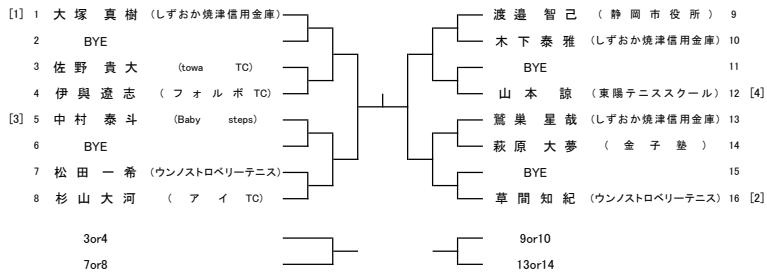 [1] 1 大塚 真樹 (しずおか焼津信用金庫)
2 BYE
3 佐野 貴大 (towa TC)
4 伊與 遼志 (フォルボTC)
[3] 5 中村 泰斗 (Baby steps)
6 BYE
7 松田 一希 (ウンノストロベリーテニス)
8 杉山 大河 (アイTC)
3or4
7or8
渡邉 智己 (静岡市役所) 9
木下 泰雅 (しずおか焼津信用金庫) 10
BYE 11
山本 諒 (東陽テニススクール) 12 [4]
鷲巣 星哉 (しずおか焼津信用金庫) 13
萩原 大夢 (金子塾) 14
BYE 15
草間 知紀 (ウンノストロベリーテニス) 16 [2]
9or10
13or14